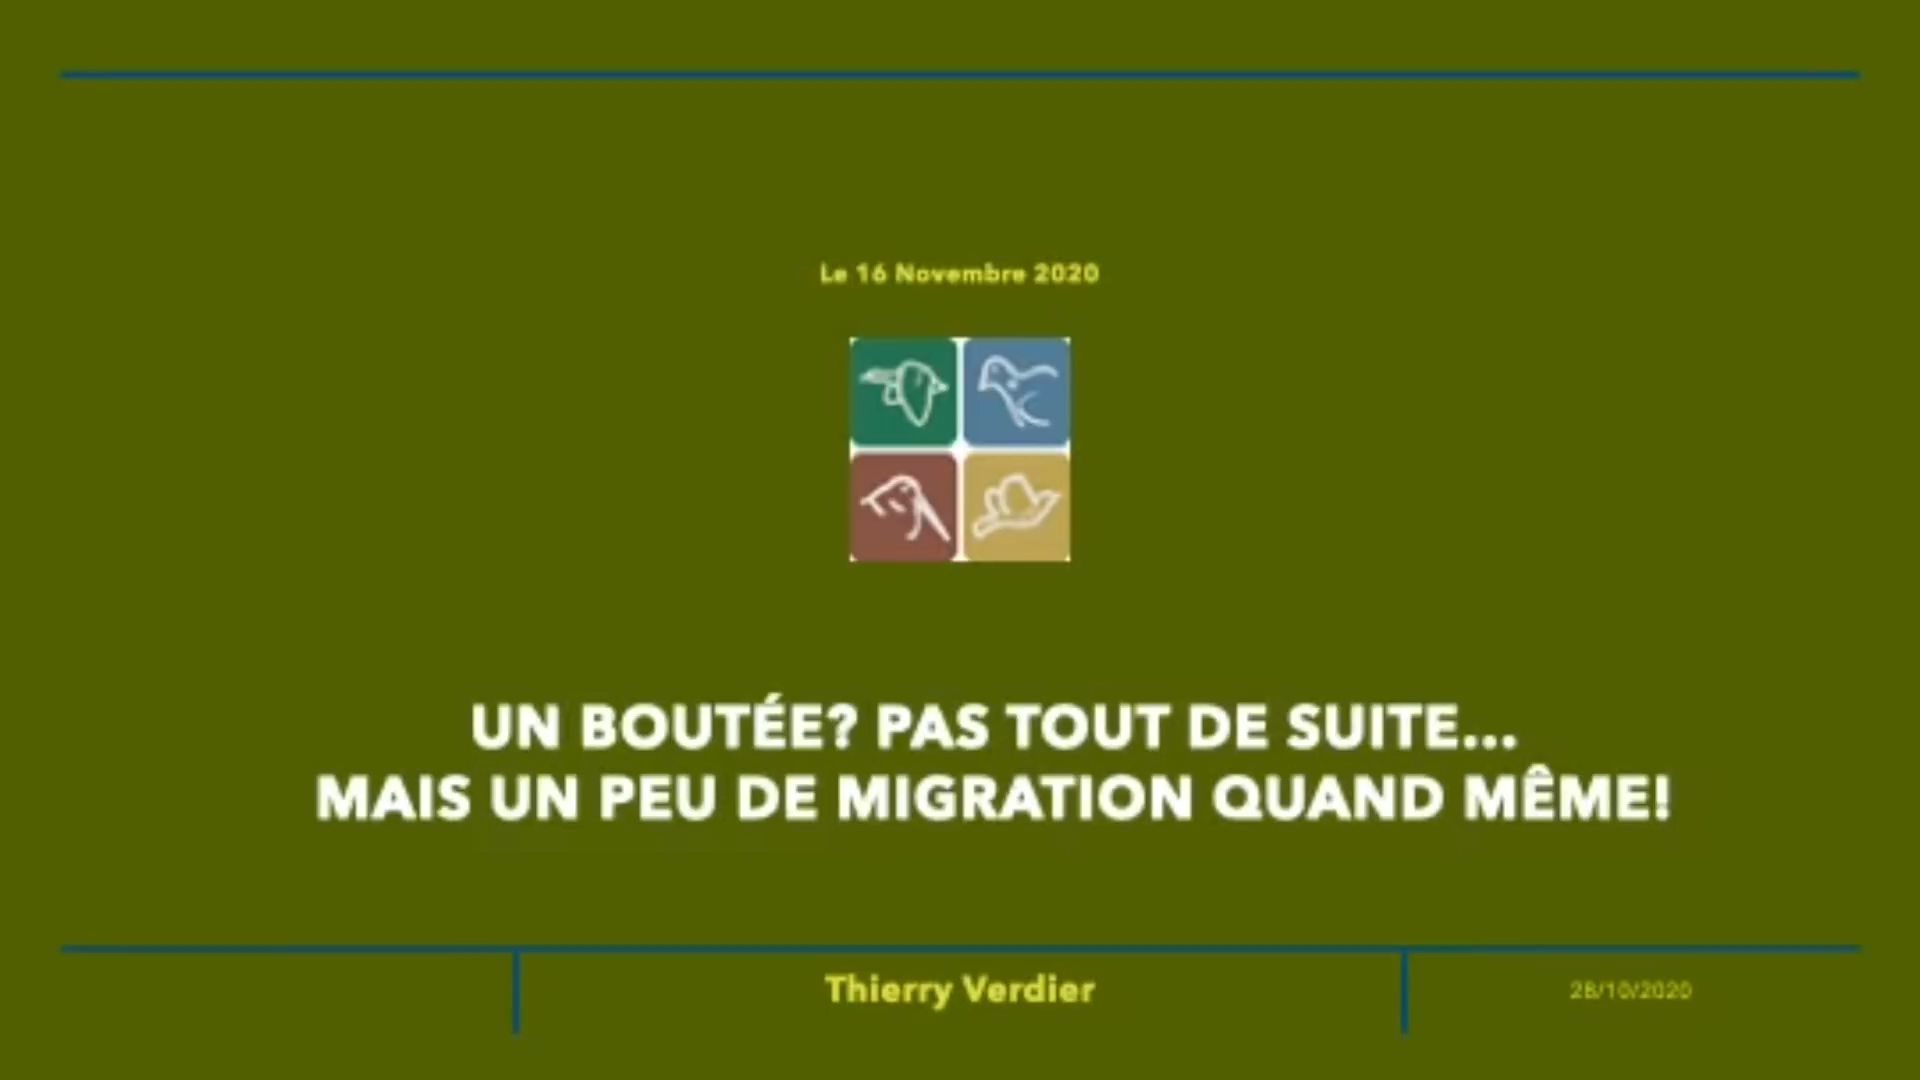 Le 16 Novembre 2020
UN BOUTÉE? PAS TOUT DE SUITE...
MAIS UN PEU DE MIGRATION QUAND MÊME!
Thierry Verdier
28/10/2020